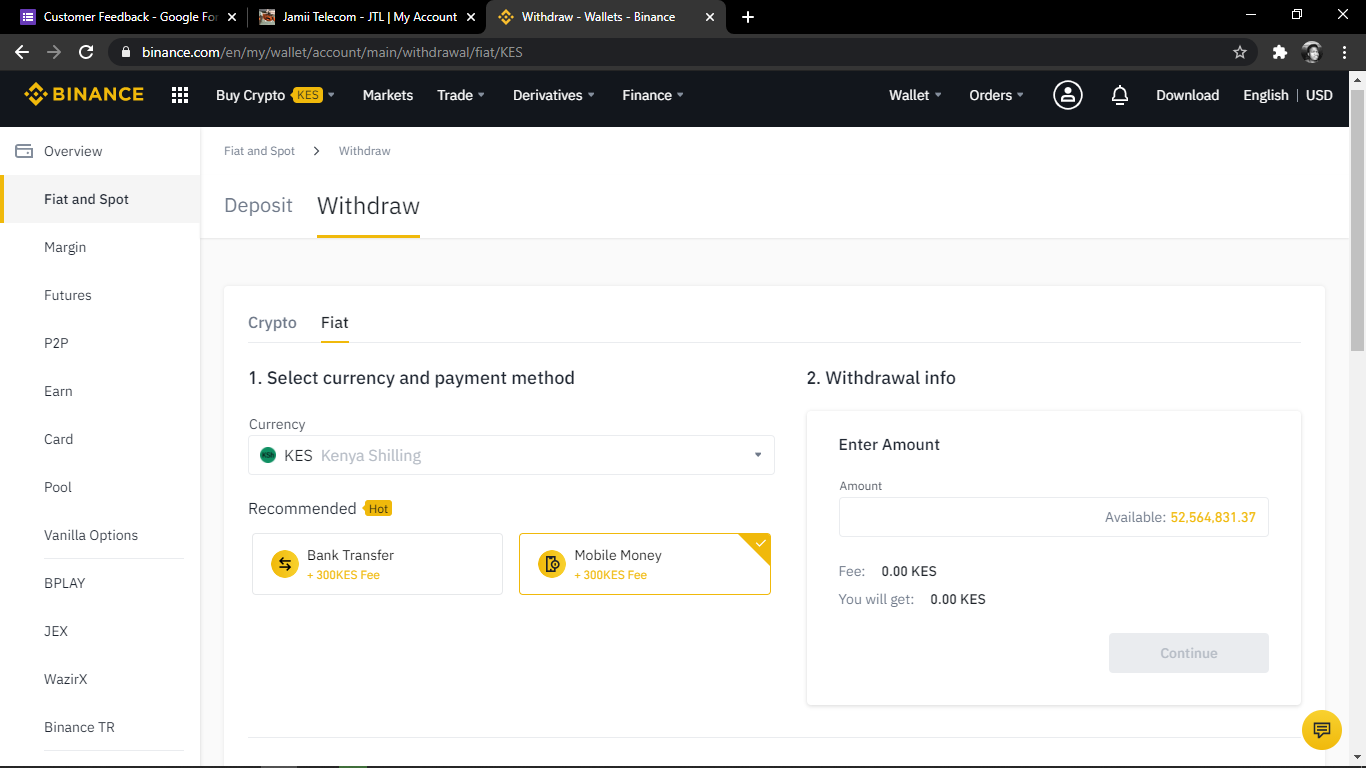 Customer Feedback - Google For
Jamii Telecom - JTL | My Account
Withdraw - Wallets - Binance
binance.com/en/my/wallet/account/main/withdrawal/fiat/KES
BINANCE
Buy Crypto KES
Markets
Trade
Derivatives
Finance
Wallet
Orders
Download
English | USD
Overview
Fiat and Spot
Margin
Futures
P2P
Earn
Card
Pool
Vanilla Options
BPLAY
JEX
WazirX
Binance TR
Fiat and Spot > Withdraw
Deposit
Withdraw
Crypto
Fiat
1. Select currency and payment method
Currency
KSh KES Kenya Shilling
Recommended Hot
Bank Transfer
+ 300KES Fee
Mobile Money
+ 300KES Fee
2. Withdrawal info
Enter Amount
Amount
Available: 52,564,831.37
Fee: 0.00 KES
You will get: 0.00 KES
Continue